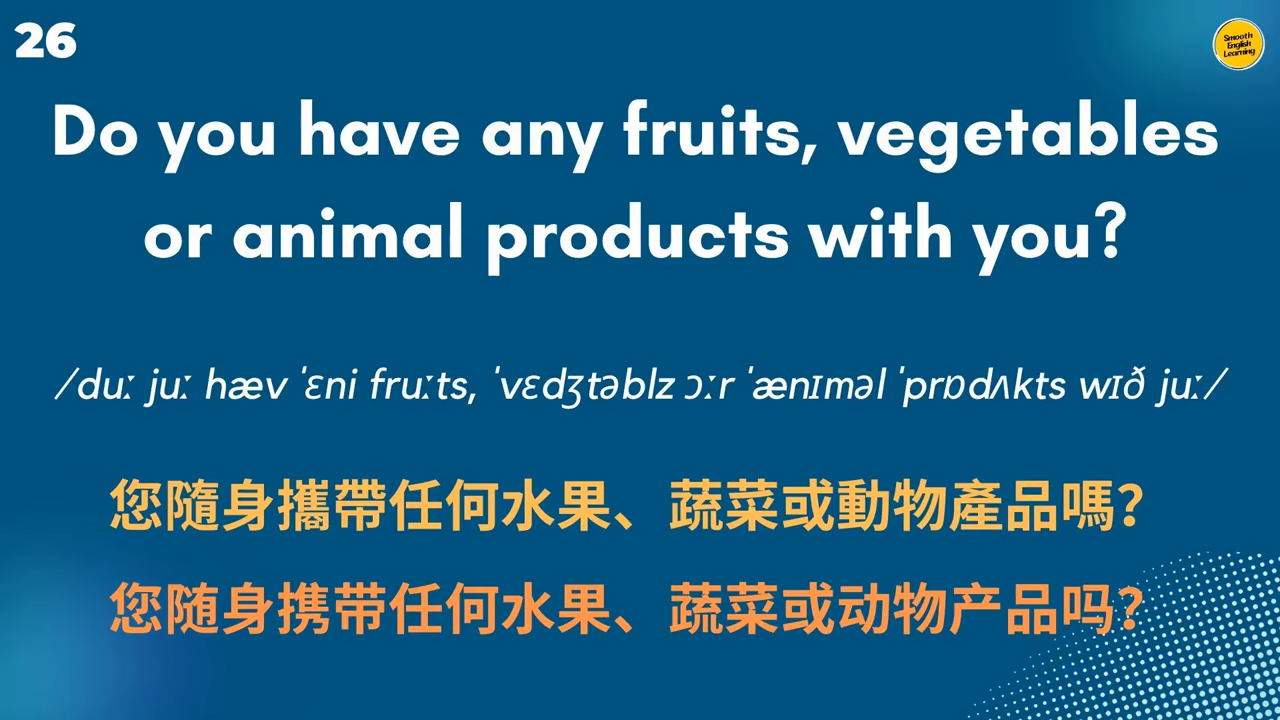 26
Smooth
English
Learning
Do you have any fruits, vegetables
or animal products with you?
/duː juː hæv ˈɛni fruːts, ˈvɛdʒtəblz ɔːr ˈænɪməl ˈprɒdʌkts wɪð juː/
您隨身攜帶任何水果、蔬菜或動物產品嗎？
您随身携带任何水果、蔬菜或动物产品吗？